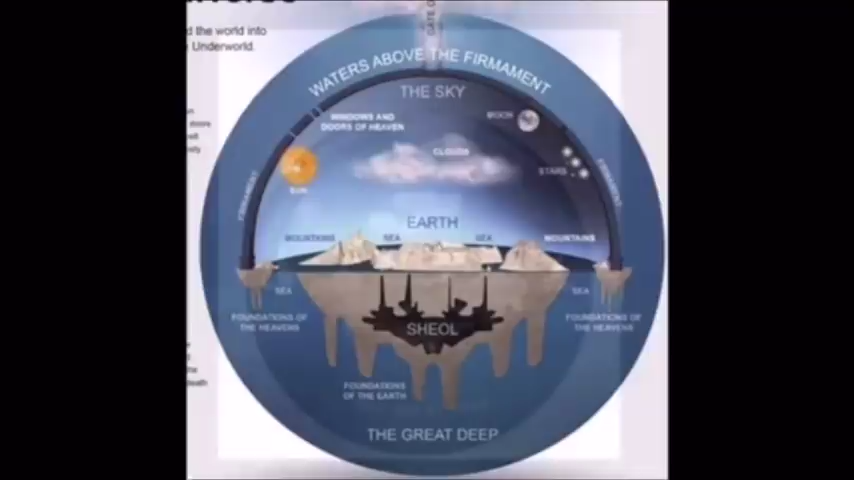 d the world into
Underworld.
WATERS ABOVE THE FIRMAMENT
THE SKY
WINDOWS AND
DOORS OF HEAVEN
MOON
CLOUDS
STARS
SUN
FIRMAMENT
FIRMAMENT
EARTH
MOUNTAINS
SEA
SEA
MOUNTAINS
SEA
SEA
FOUNDATIONS OF
THE HEAVENS
FOUNDATIONS OF
THE HEAVENS
SHEOL
FOUNDATIONS
OF THE EARTH
THE GREAT DEEP